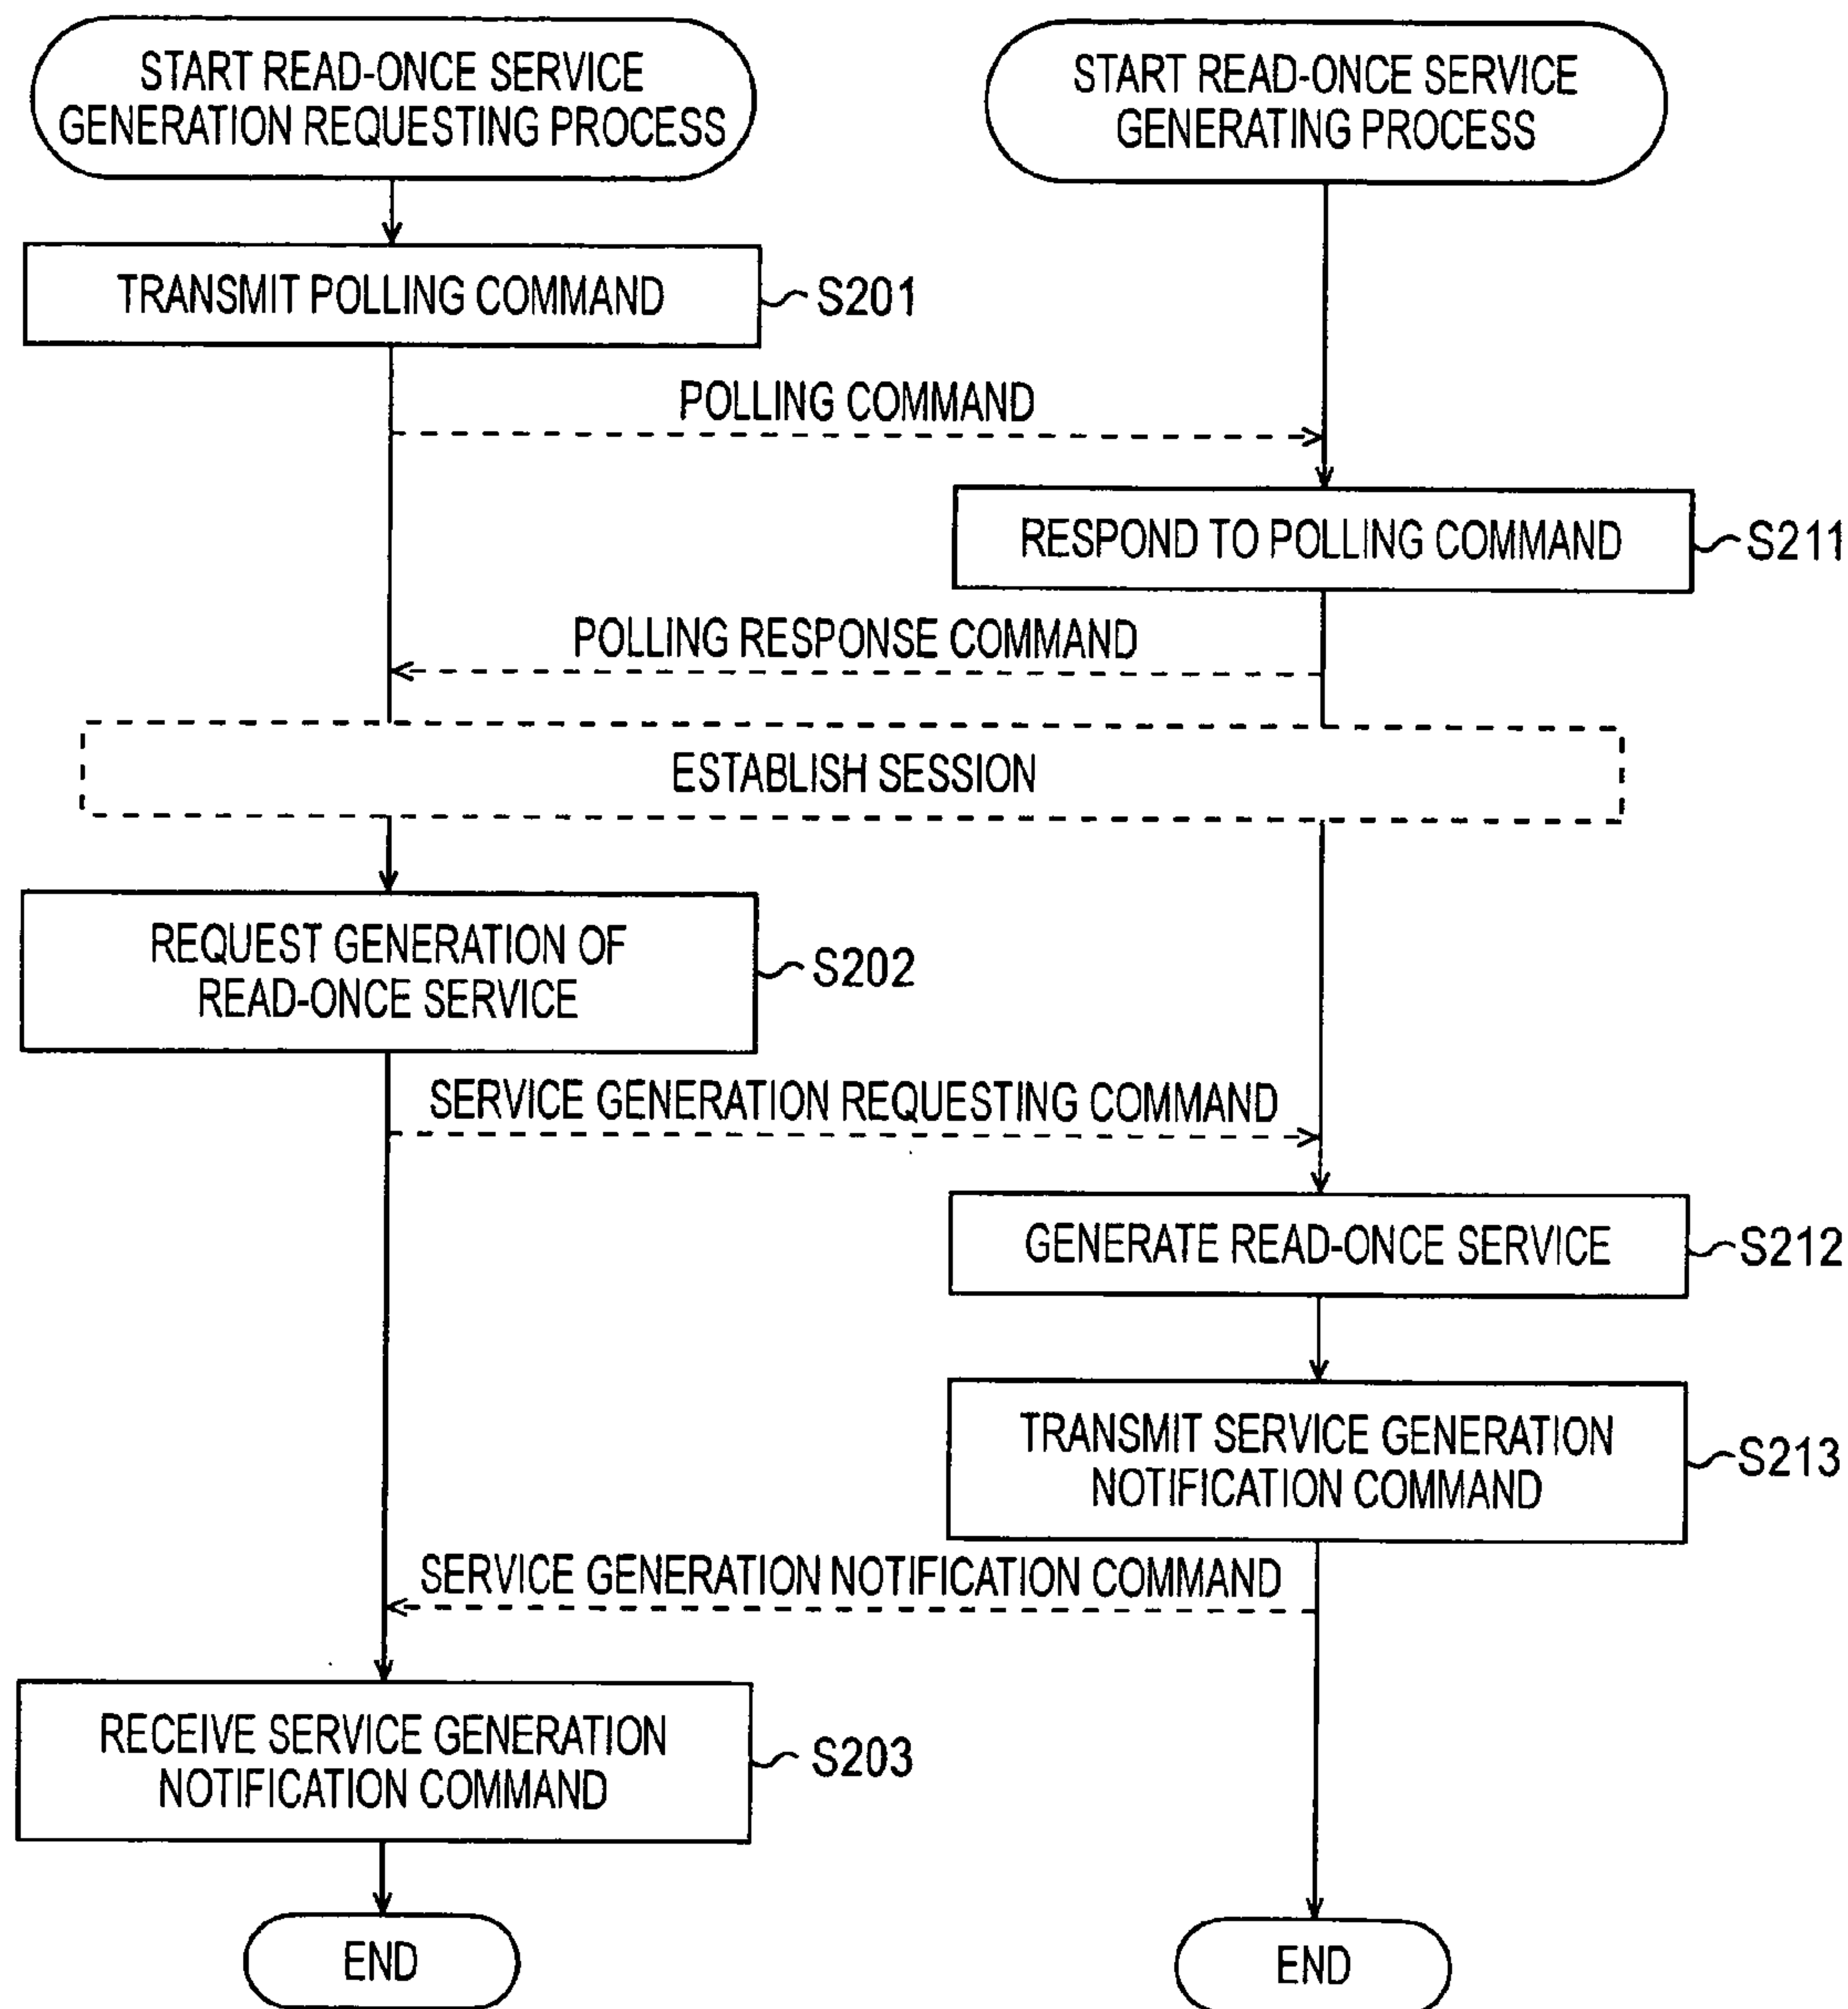 START READ-ONCE SERVICE
GENERATION REQUESTING PROCESS
START READ-ONCE SERVICE
GENERATING PROCESS
TRANSMIT POLLING COMMAND
S201
POLLING COMMAND
RESPOND TO POLLING COMMAND
S211
POLLING RESPONSE COMMAND
ESTABLISH SESSION
REQUEST GENERATION OF
READ-ONCE SERVICE
S202
SERVICE GENERATION REQUESTING COMMAND
GENERATE READ-ONCE SERVICE
S212
TRANSMIT SERVICE GENERATION
NOTIFICATION COMMAND
S213
SERVICE GENERATION NOTIFICATION COMMAND
RECEIVE SERVICE GENERATION
NOTIFICATION COMMAND
S203
END
END